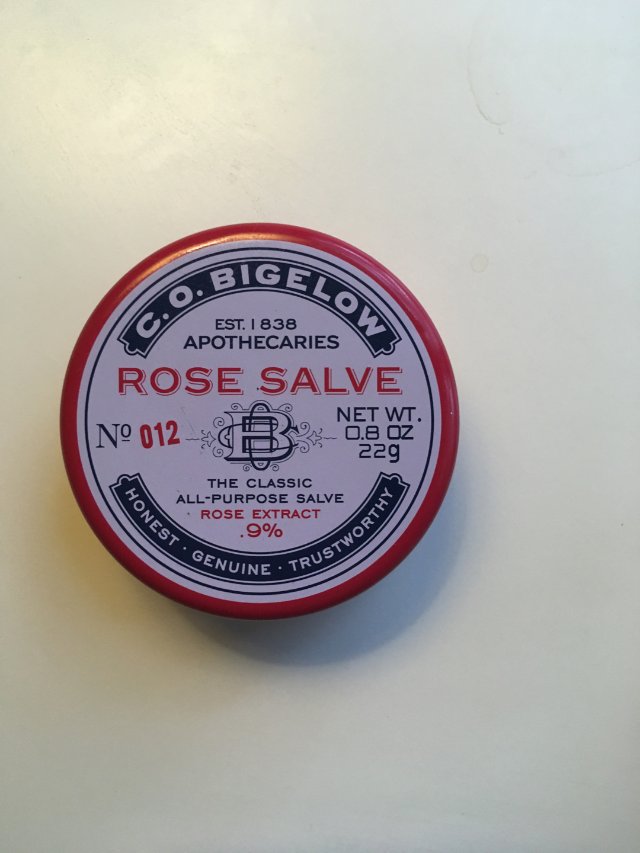 C.O. BIGELOW
EST. 1838
APOTHECARIES
ROSE SALVE
Nº 012
NET WT.
0.8 OZ
22g
THE CLASSIC
ALL-PURPOSE SALVE
ROSE EXTRACT
.9%
HONEST · GENUINE · TRUSTWORTHY